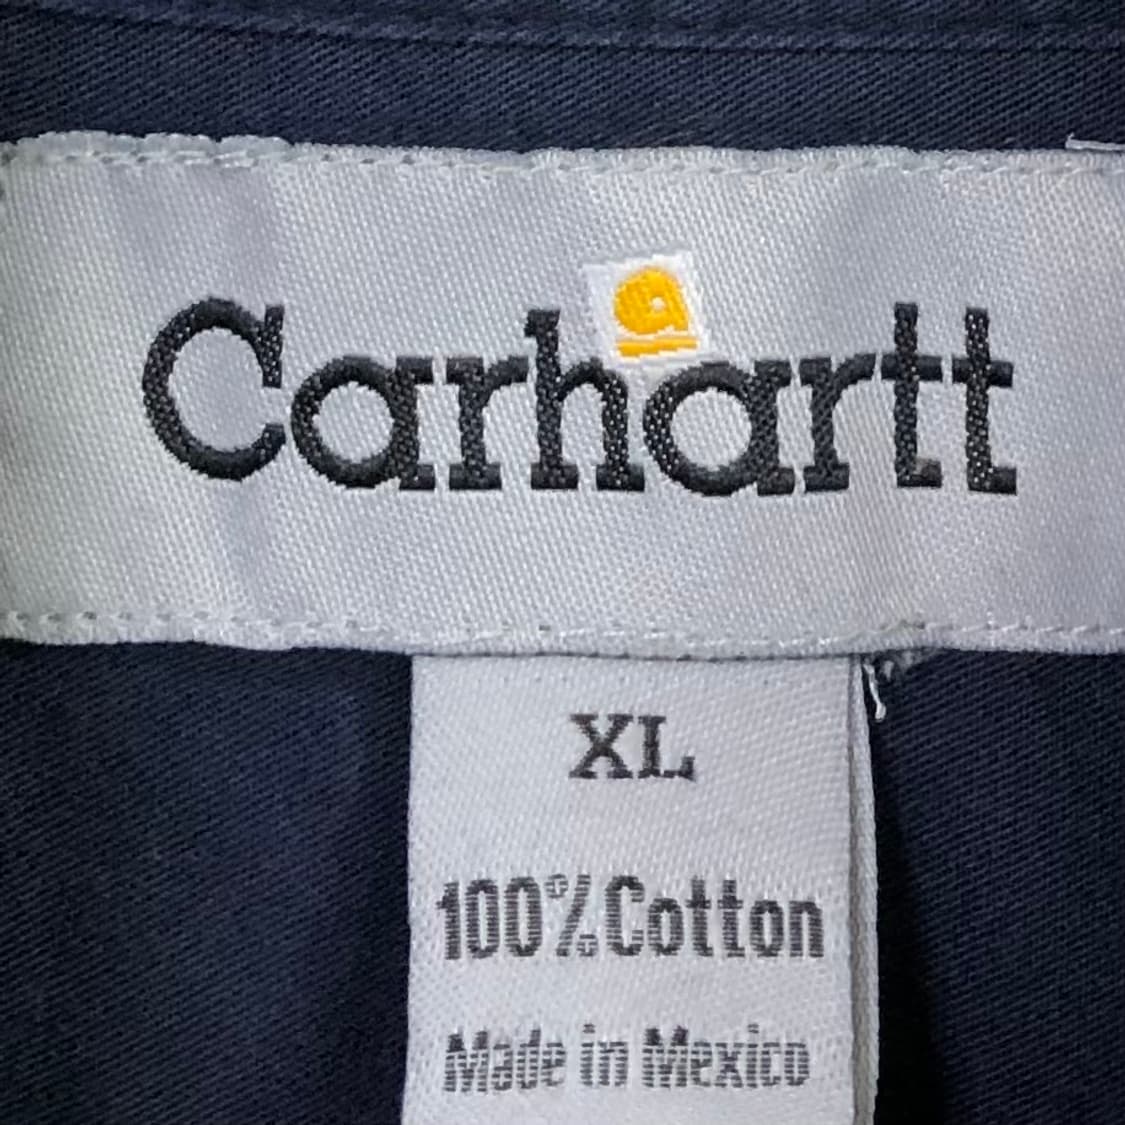 Carhartt
XL
100% Cotton
Made in Mexico